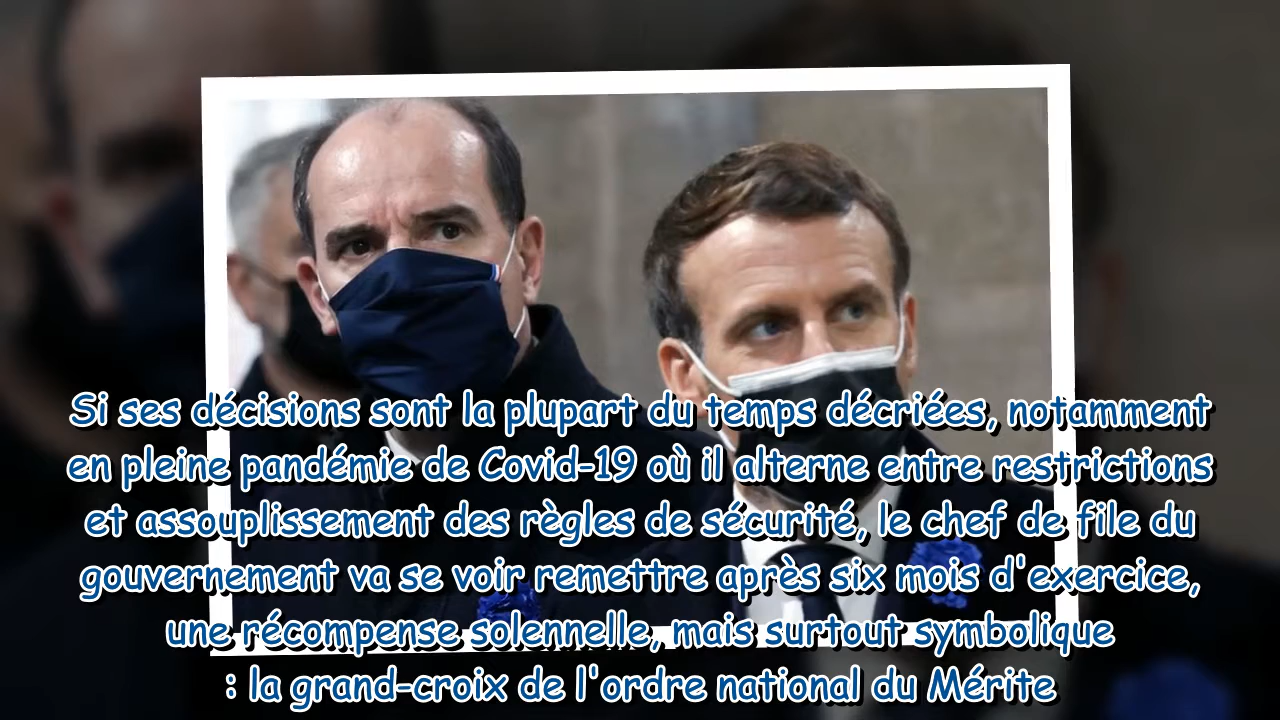 Si ses décisions sont la plupart du temps décriées, notamment
en pleine pandémie de Covid-19 où il alterne entre restrictions
et assouplissement des règles de sécurité, le chef de file du
gouvernement va se voir remettre après six mois d'exercice,
une récompense solennelle, mais surtout symbolique
: la grand-croix de l'ordre national du Mérite